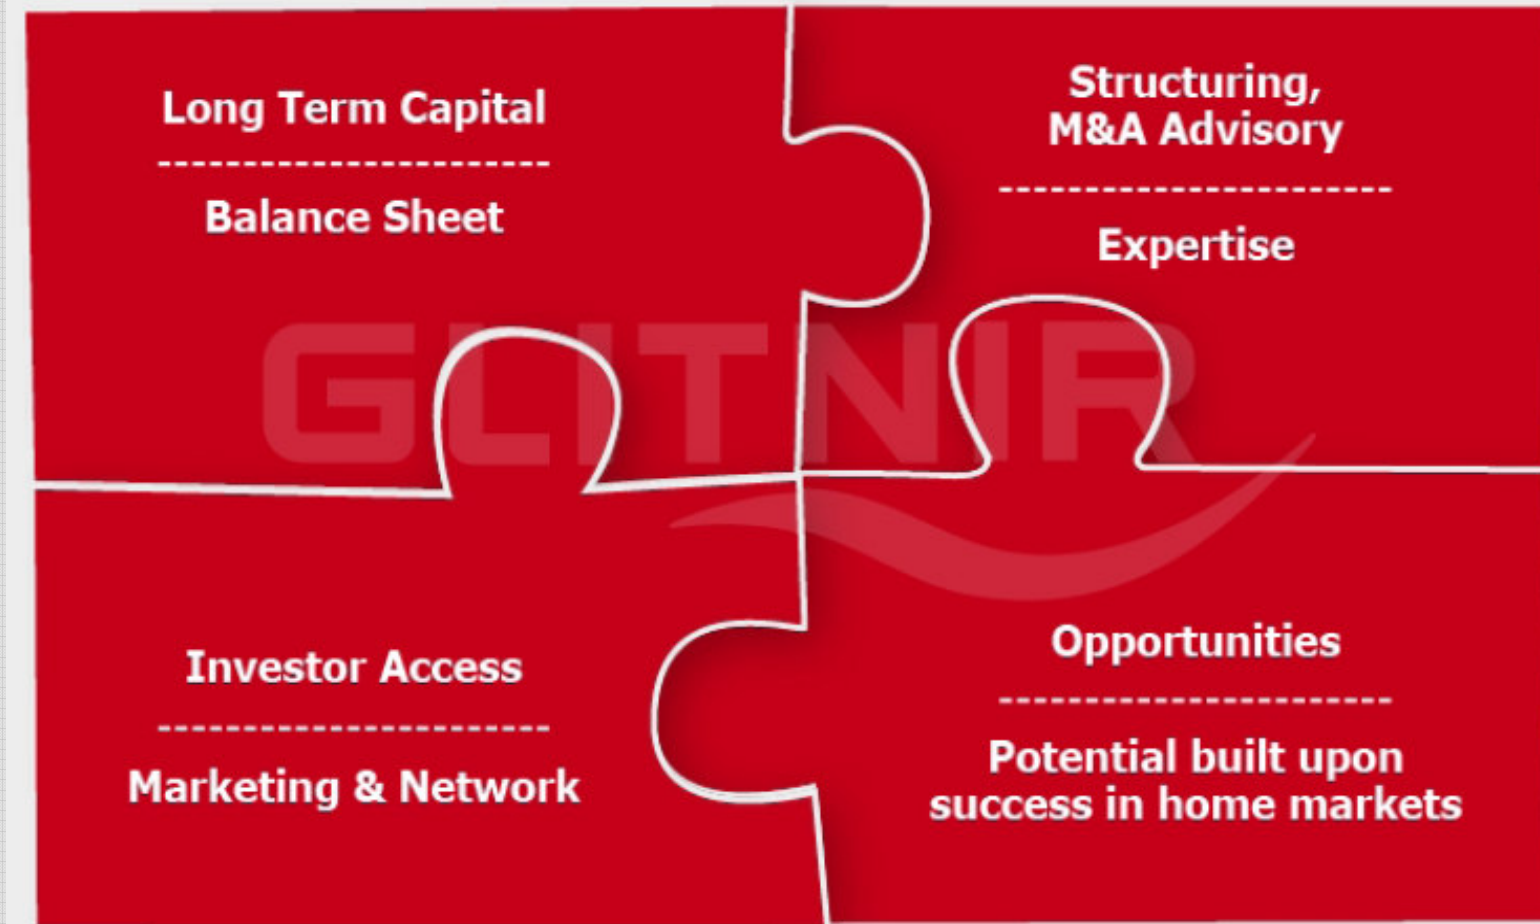 Long Term Capital
-----------------------
Balance Sheet
Structuring,
M&A Advisory
-----------------------
Expertise
GLITNIR
Investor Access
-----------------------
Marketing & Network
Opportunities
-----------------------
Potential built upon
success in home markets